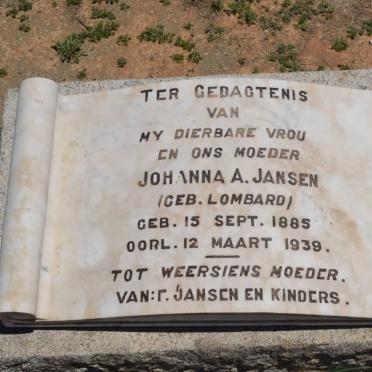 TER GEDAGTENIS
VAN
MY DIERBARE VROU
EN ONS MOEDER
JOHANNA A. JANSEN
(GEB. LOMBARD)
GEB. 15 SEPT. 1885
OORL. 12 MAART 1939.
TOT WEERSIENS MOEDER.
VAN: F. JANSEN EN KINDERS.